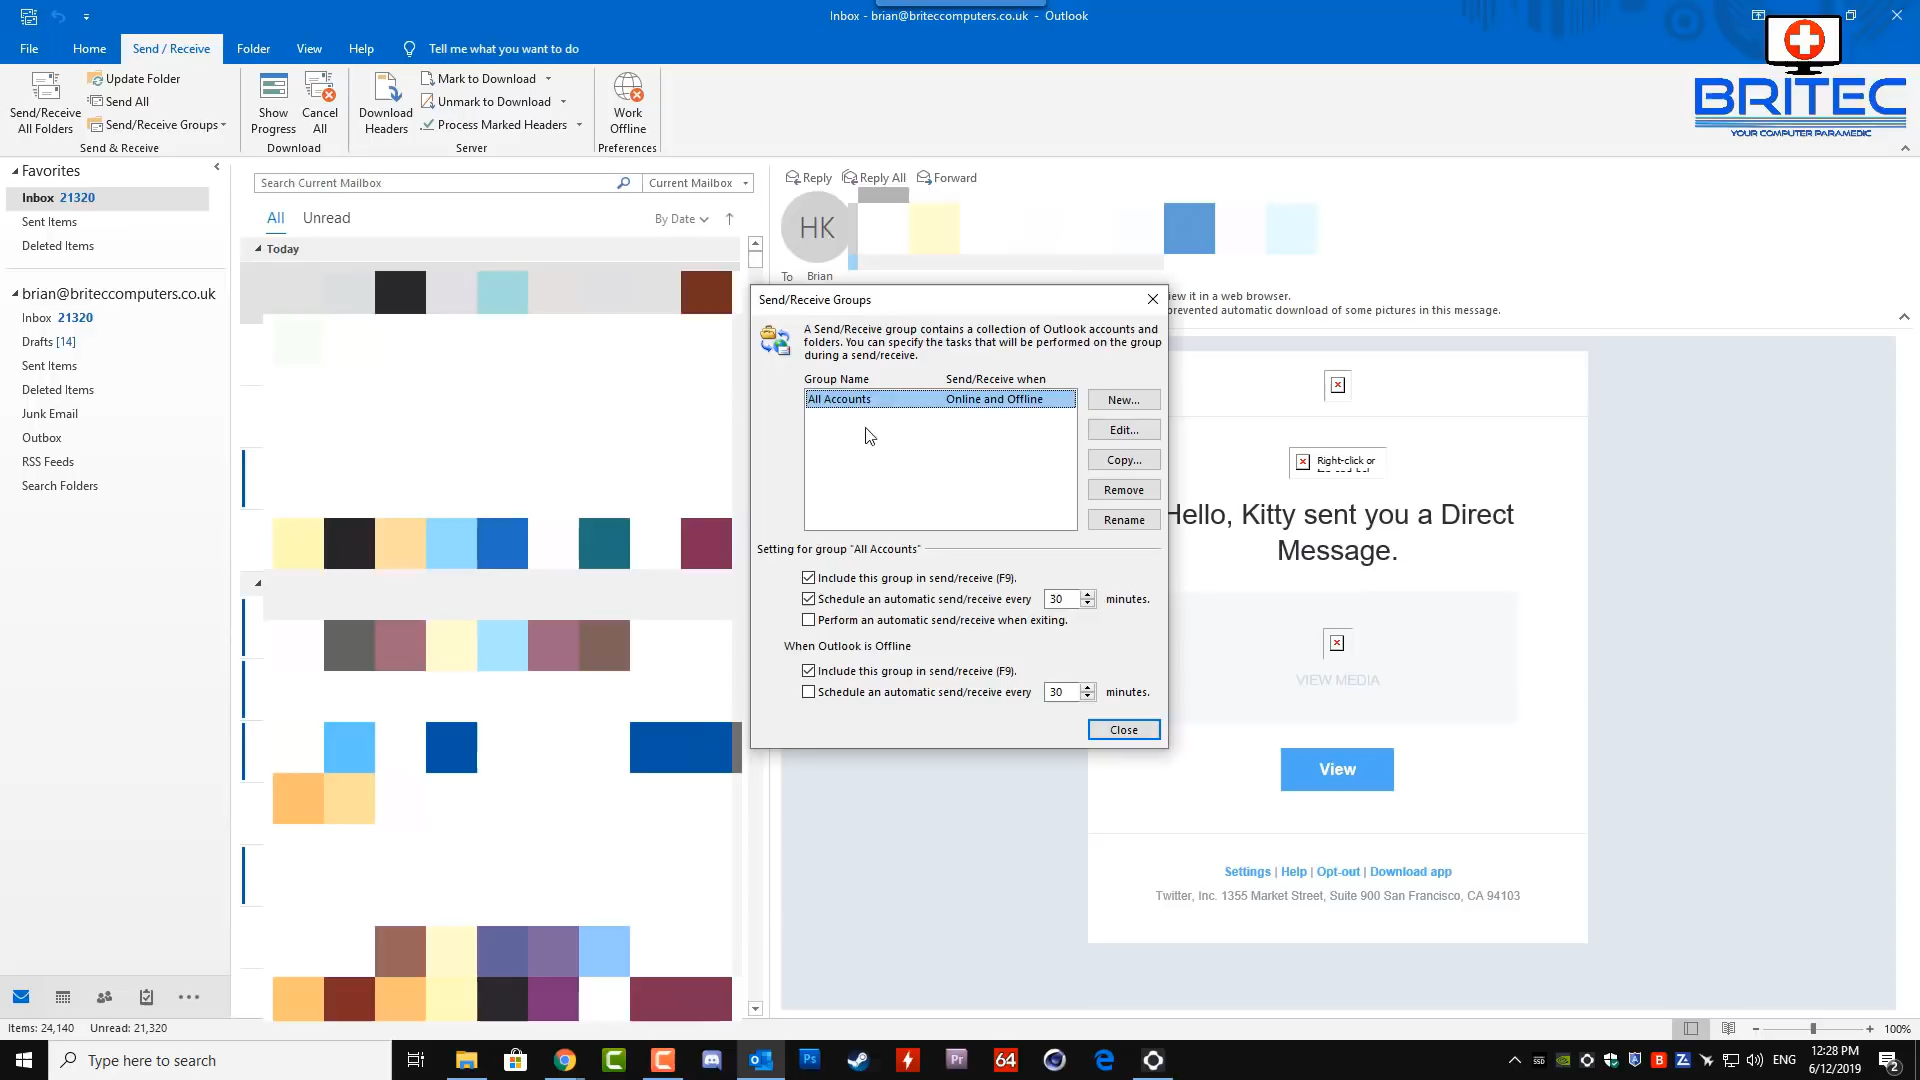 Inbox - brian@briteccomputers.co.uk - Outlook
File Home Send / Receive Folder View Help Tell me what you want to do
Send/Receive
All Folders
Update Folder
Send All
Send/Receive Groups
Send & Receive
Show
Progress
Cancel
All
Download
Download
Headers
Mark to Download
Unmark to Download
Process Marked Headers
Server
Work
Offline
Preferences
BRITEC
YOUR COMPUTER PARAMEDIC
Favorites
Inbox 21320
Sent Items
Deleted Items
brian@briteccomputers.co.uk
Inbox 21320
Drafts [14]
Sent Items
Deleted Items
Junk Email
Outbox
RSS Feeds
Search Folders
Search Current Mailbox
Current Mailbox
All Unread
By Date
Today
Reply Reply All Forward
HK
To Brian
iew it in a web browser.
revented automatic download of some pictures in this message.
Send/Receive Groups
A Send/Receive group contains a collection of Outlook accounts and
folders. You can specify the tasks that will be performed on the group
during a send/receive.
Group Name Send/Receive when
All Accounts Online and Offline
New...
Edit...
Copy...
Remove
Rename
Setting for group "All Accounts"
Include this group in send/receive (F9).
Schedule an automatic send/receive every 30 minutes.
Perform an automatic send/receive when exiting.
When Outlook is Offline
Include this group in send/receive (F9).
Schedule an automatic send/receive every 30 minutes.
Close
Right-click or
Hello, Kitty sent you a Direct
Message.
VIEW MEDIA
View
Settings | Help | Opt-out | Download app
Twitter, Inc. 1355 Market Street, Suite 900 San Francisco, CA 94103
Items: 24,140 Unread: 21,320
100%
Type here to search
Ps
Pr
64
SSD
B
Z
ENG
12:28 PM
6/12/2019
2